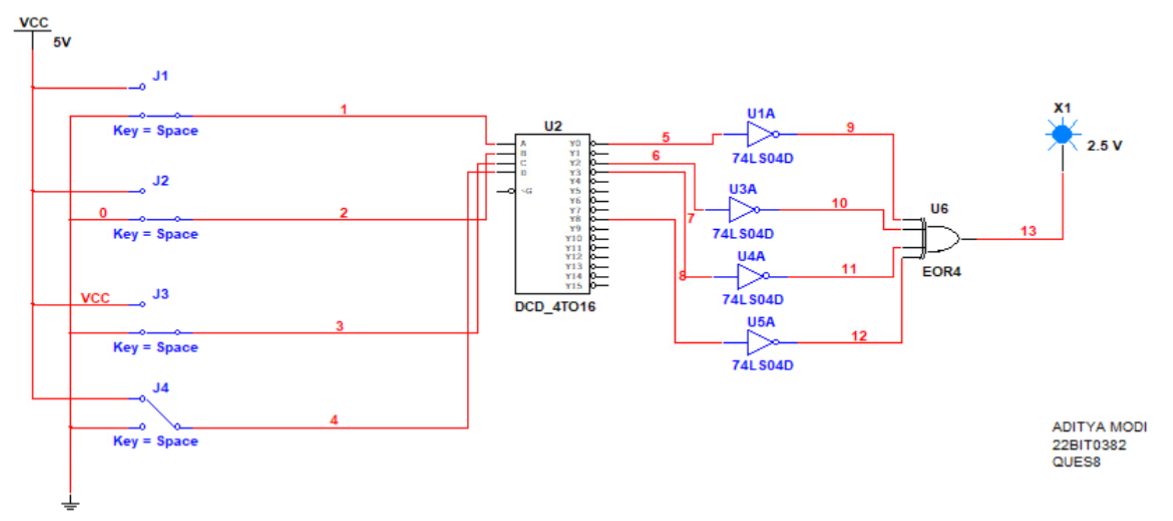 VCC
5V
J1
Key = Space
1
J2
0
2
Key = Space
VCC
J3
3
Key = Space
J4
4
Key = Space
U2
A
B
C
D
~G
Y0
Y1
Y2
Y3
Y4
Y5
Y6
Y7
Y8
Y9
Y10
Y11
Y12
Y13
Y14
Y15
DCD_4TO16
5
6
7
8
U1A
74LS04D
9
U3A
74LS04D
10
U4A
74LS04D
11
U5A
74LS04D
12
U6
EOR4
13
X1
2.5 V
ADITYA MODI
22BIT0382
QUES8